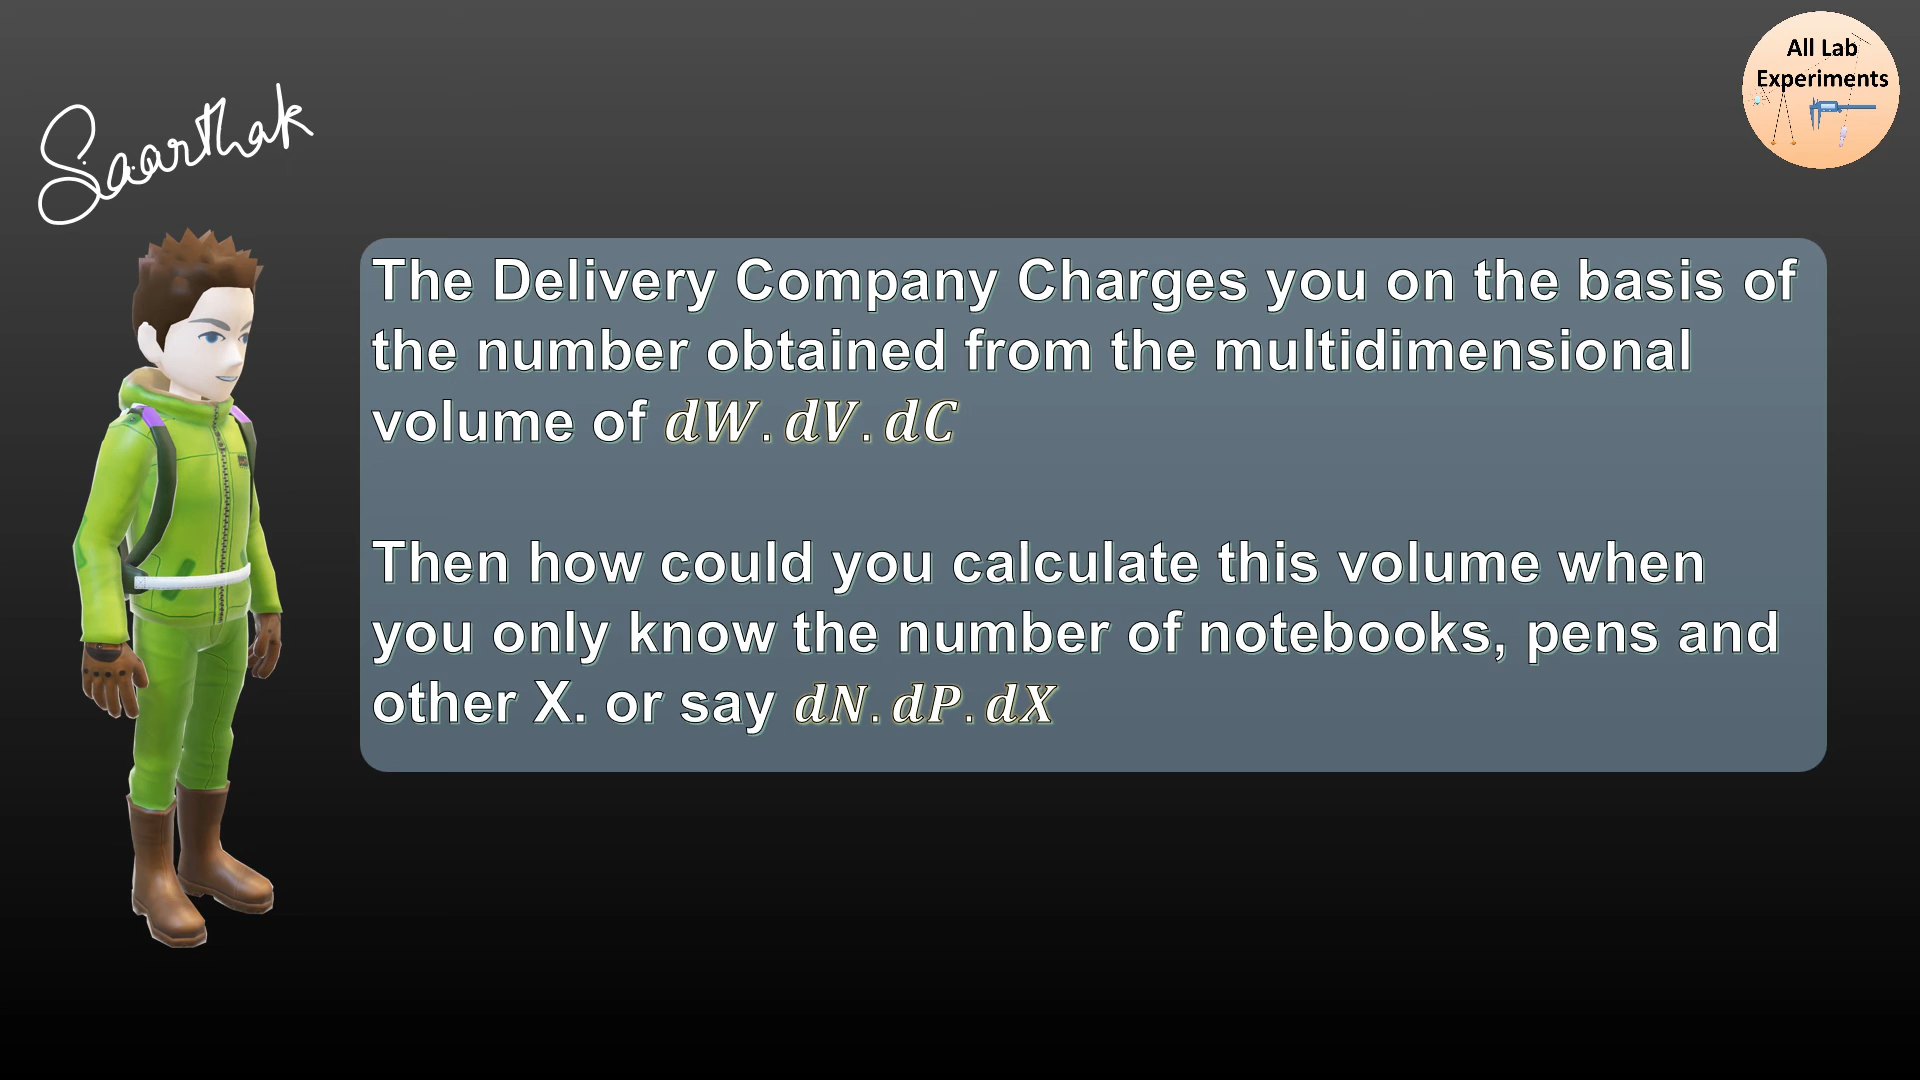 Saarthak
All Lab
Experiments
The Delivery Company Charges you on the basis of
the number obtained from the multidimensional
volume of dW.dV.dC
Then how could you calculate this volume when
you only know the number of notebooks, pens and
other X. or say dN.dP.dX